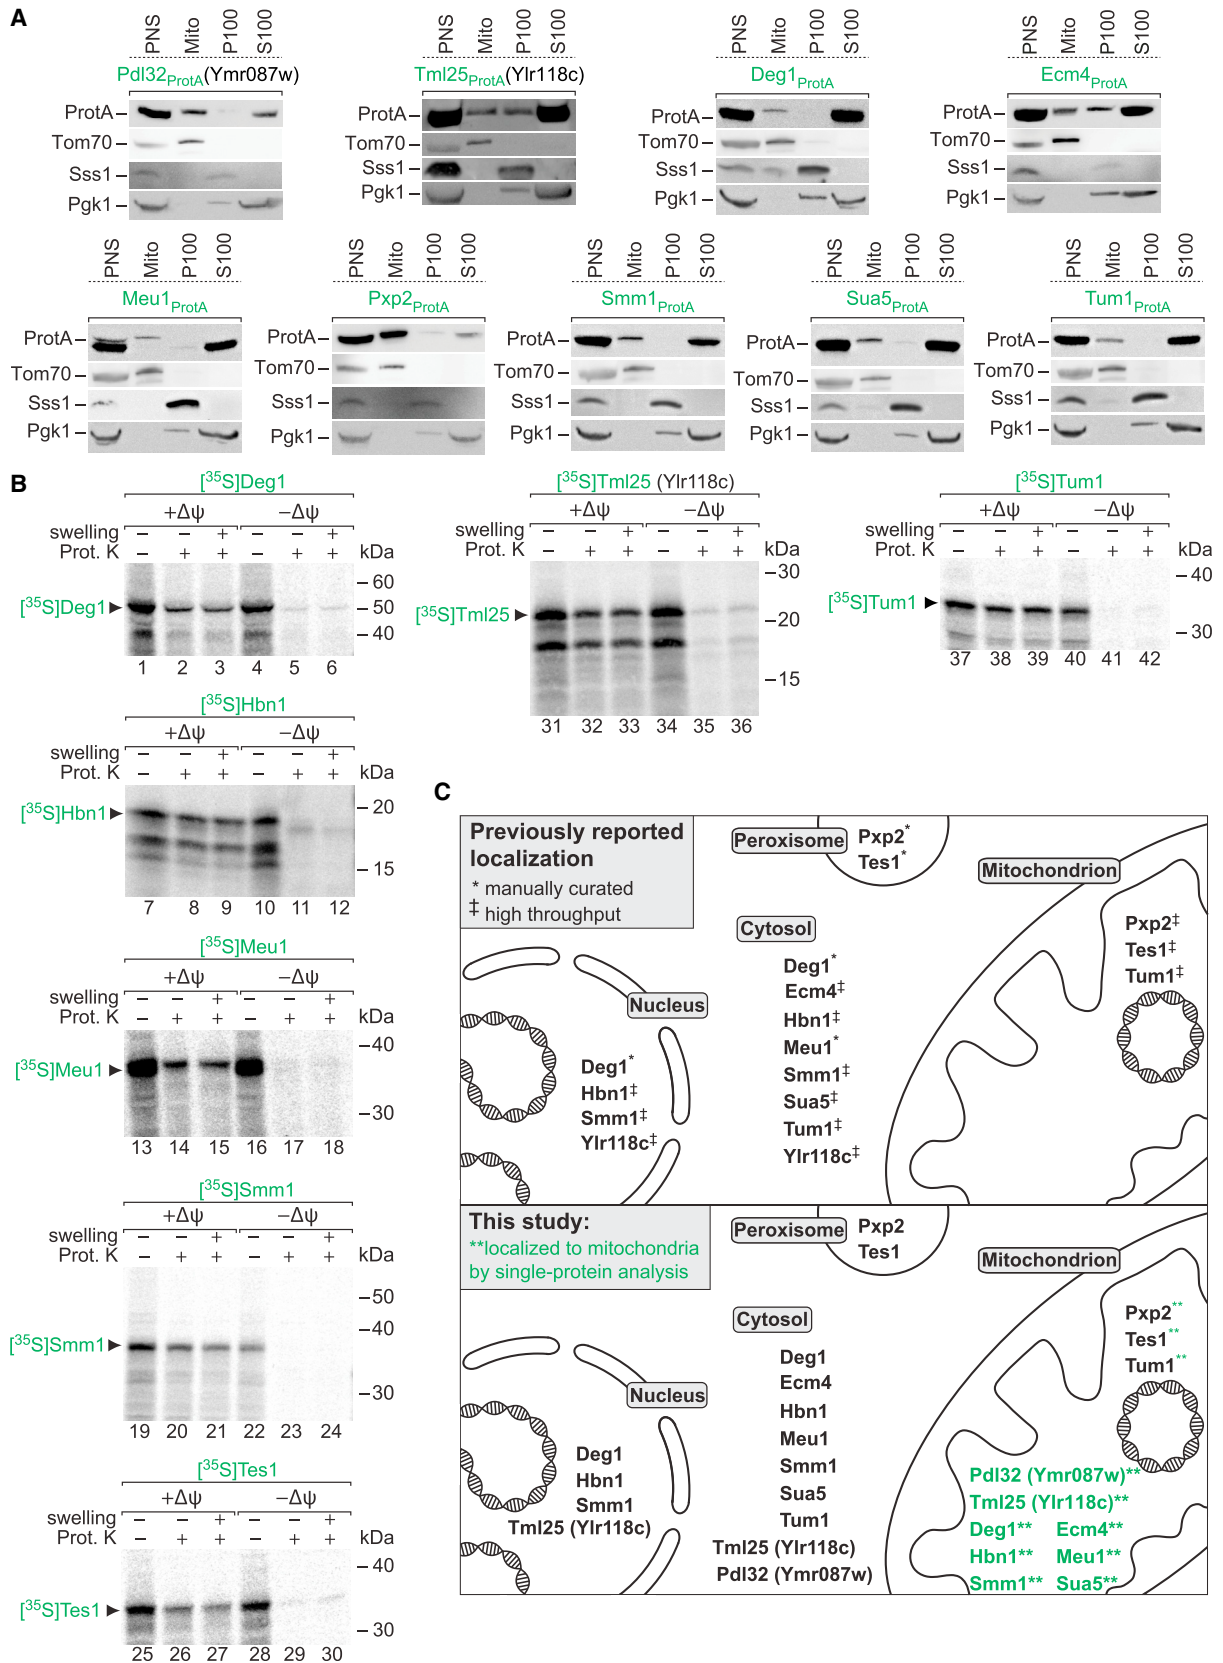 A
PNS Mito P100 S100
Pdl32ProtA(Ymr087w)
ProtA
Tom70
Sss1
Pgk1
PNS Mito P100 S100
Tml25ProtA(Ylr118c)
ProtA
Tom70
Sss1
Pgk1
PNS Mito P100 S100
Deg1ProtA
ProtA
Tom70
Sss1
Pgk1
PNS Mito P100 S100
Ecm4ProtA
ProtA
Tom70
Sss1
Pgk1
PNS Mito P100 S100
Meu1ProtA
ProtA
Tom70
Sss1
Pgk1
PNS Mito P100 S100
Pxp2ProtA
ProtA
Tom70
Sss1
Pgk1
PNS Mito P100 S100
Smm1ProtA
ProtA
Tom70
Sss1
Pgk1
PNS Mito P100 S100
Sua5ProtA
ProtA
Tom70
Sss1
Pgk1
PNS Mito P100 S100
Tum1ProtA
ProtA
Tom70
Sss1
Pgk1
B
[35S]Deg1
+Δψ −Δψ
swelling − − + − − +
Prot. K − + + − + + kDa
60
[35S]Deg1 50
40
1 2 3 4 5 6
[35S]Hbn1
+Δψ −Δψ
swelling − − + − − +
Prot. K − + + − + + kDa
[35S]Hbn1 20
15
7 8 9 10 11 12
[35S]Meu1
+Δψ −Δψ
swelling − − + − − +
Prot. K − + + − + + kDa
40
[35S]Meu1
30
13 14 15 16 17 18
[35S]Smm1
+Δψ −Δψ
swelling − − + − − +
Prot. K − + + − + + kDa
50
40
[35S]Smm1
30
19 20 21 22 23 24
[35S]Tes1
+Δψ −Δψ
swelling − − + − − +
Prot. K − + + − + + kDa
40
[35S]Tes1
30
25 26 27 28 29 30
[35S]Tml25 (Ylr118c)
+Δψ −Δψ
swelling − − + − − +
Prot. K − + + − + + kDa
30
[35S]Tml25 20
15
31 32 33 34 35 36
[35S]Tum1
+Δψ −Δψ
swelling − − + − − +
Prot. K − + + − + + kDa
40
[35S]Tum1
30
37 38 39 40 41 42
C
Previously reported
localization
* manually curated
‡ high throughput
Peroxisome
Pxp2*
Tes1*
Mitochondrion
Pxp2‡
Tes1‡
Tum1‡
Cytosol
Deg1*
Ecm4‡
Hbn1‡
Meu1*
Smm1‡
Sua5‡
Tum1‡
Ylr118c‡
Nucleus
Deg1*
Hbn1‡
Smm1‡
Ylr118c‡
This study:
**localized to mitochondria
by single-protein analysis
Peroxisome
Pxp2
Tes1
Mitochondrion
Pxp2**
Tes1**
Tum1**
Cytosol
Deg1
Ecm4
Hbn1
Meu1
Smm1
Sua5
Tum1
Tml25 (Ylr118c)
Pdl32 (Ymr087w)
Nucleus
Deg1
Hbn1
Smm1
Tml25 (Ylr118c)
Pdl32 (Ymr087w)**
Tml25 (Ylr118c)**
Deg1** Ecm4**
Hbn1** Meu1**
Smm1** Sua5**